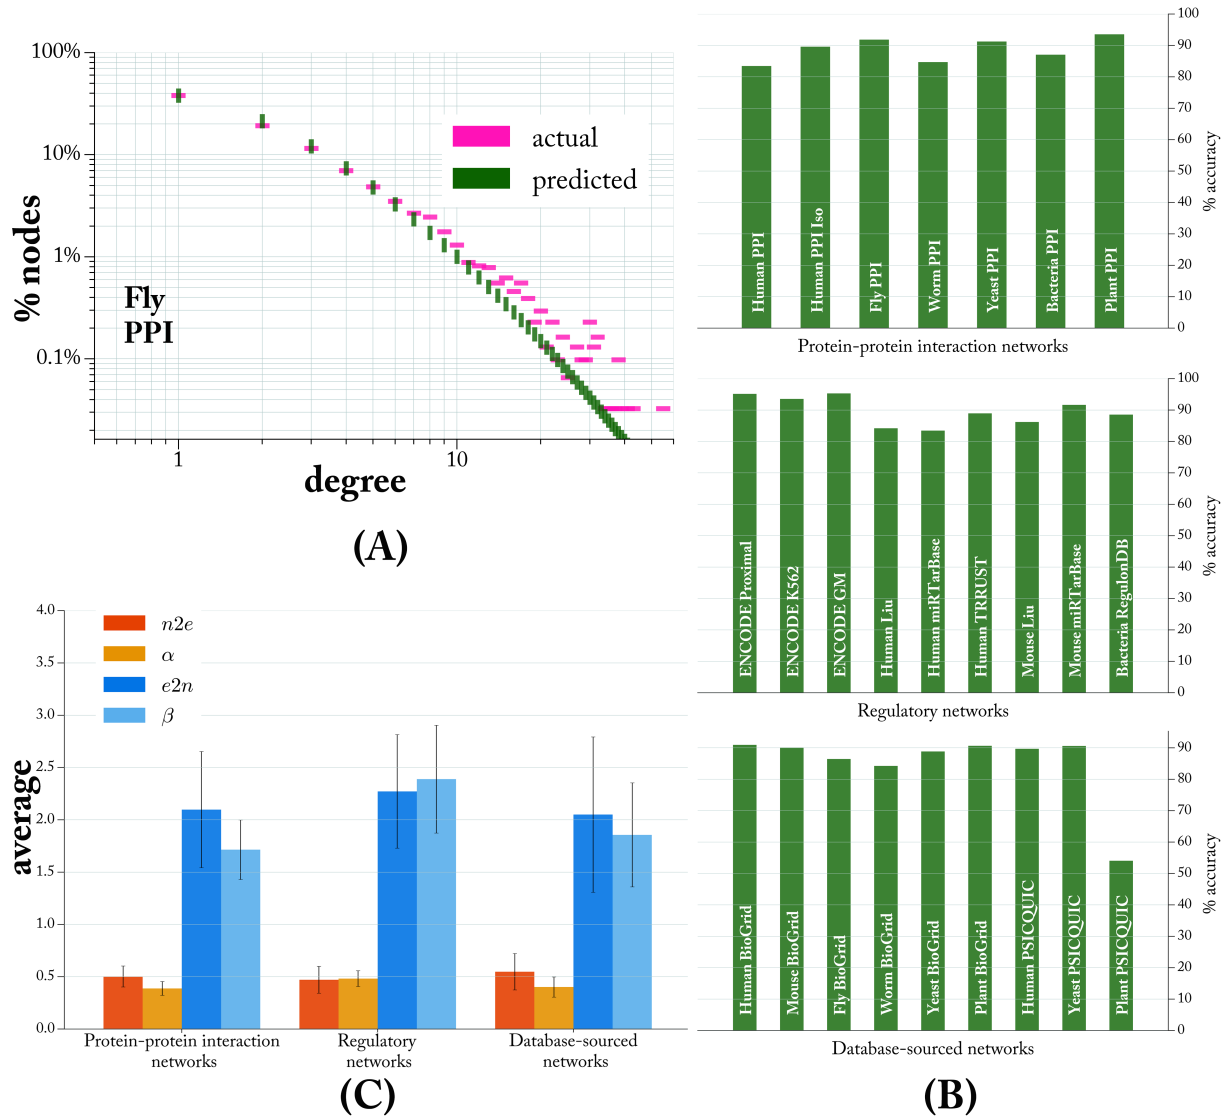 100%
10%
1%
0.1%
% nodes
actual
predicted
Fly
PPI
1
10
degree
(A)
100
90
80
70
60
50
40
30
20
10
0
% accuracy
Human PPI
Human PPI Iso
Fly PPI
Worm PPI
Yeast PPI
Bacteria PPI
Plant PPI
Protein-protein interaction networks
100
90
80
70
60
50
40
30
20
10
0
% accuracy
ENCODE Proximal
ENCODE K562
ENCODE GM
Human Liu
Human miRTarBase
Human TRRUST
Mouse Liu
Mouse miRTarBase
Bacteria RegulonDB
Regulatory networks
90
80
70
60
50
40
30
20
10
0
% accuracy
Human BioGrid
Mouse BioGrid
Fly BioGrid
Worm BioGrid
Yeast BioGrid
Plant BioGrid
Human PSICQUIC
Yeast PSICQUIC
Plant PSICQUIC
Database-sourced networks
(B)
4.0
3.5
3.0
2.5
2.0
1.5
1.0
0.5
0.0
average
n2e
α
e2n
β
Protein-protein interaction
networks
Regulatory
networks
Database-sourced
networks
(C)